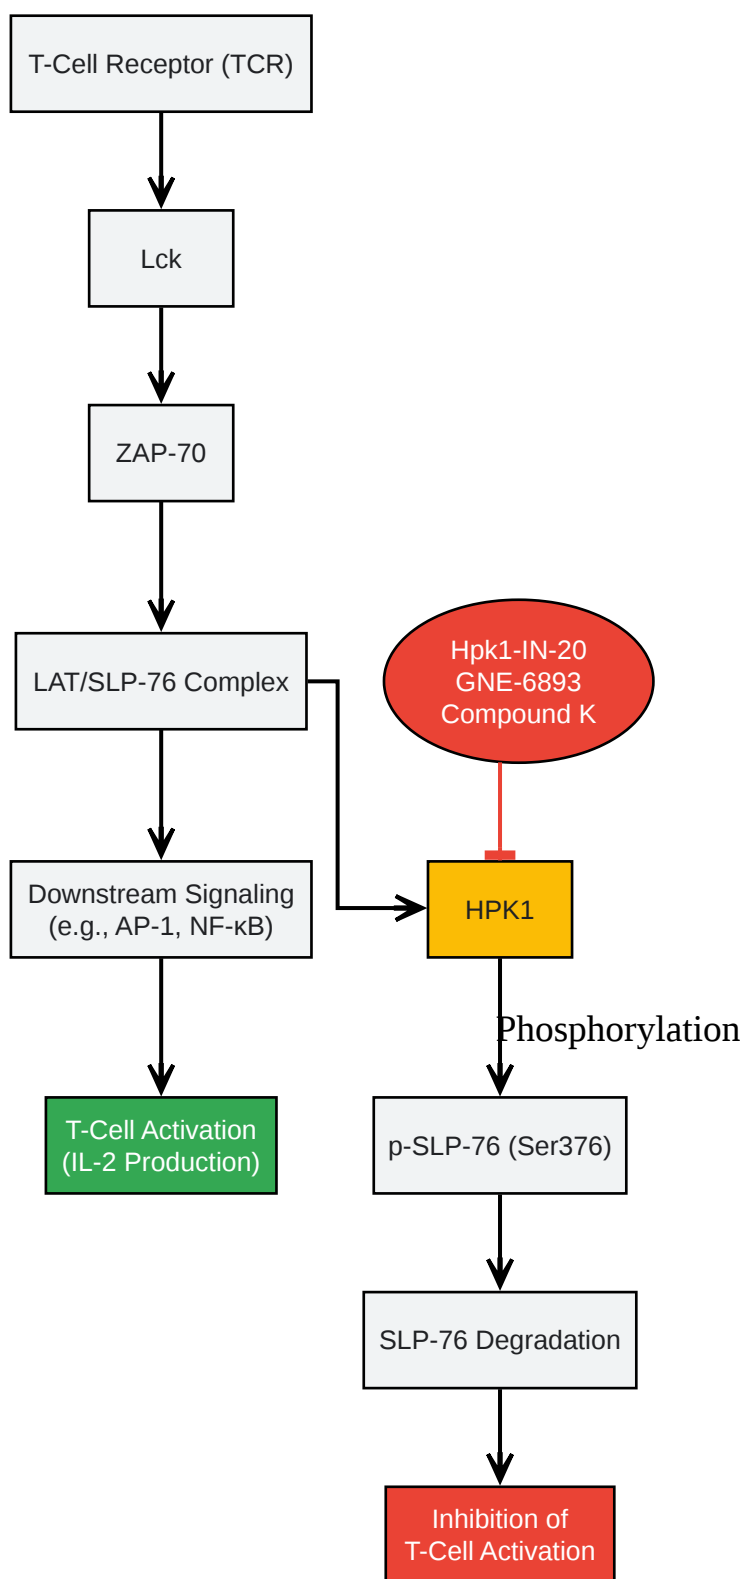 T-Cell Receptor (TCR)
Lck
ZAP-70
LAT/SLP-76 Complex
Hpk1-IN-20
GNE-6893
Compound K
Downstream Signaling
(e.g., AP-1, NF-κB)
HPK1
Phosphorylation
T-Cell Activation
(IL-2 Production)
p-SLP-76 (Ser376)
SLP-76 Degradation
Inhibition of
T-Cell Activation